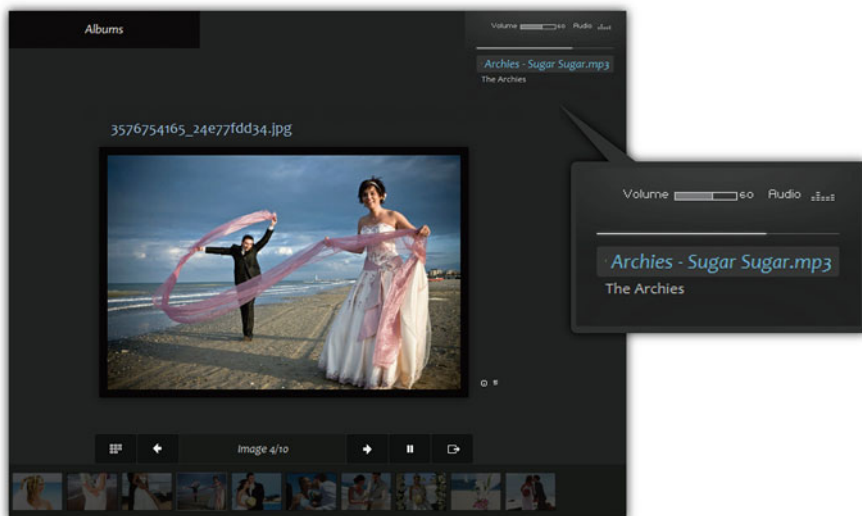 Albums
Volume 60 Audio
Archies - Sugar Sugar.mp3
The Archies
3576754165_24e77fdd34.jpg
Volume 60 Audio
Archies - Sugar Sugar.mp3
The Archies
Image 4/10